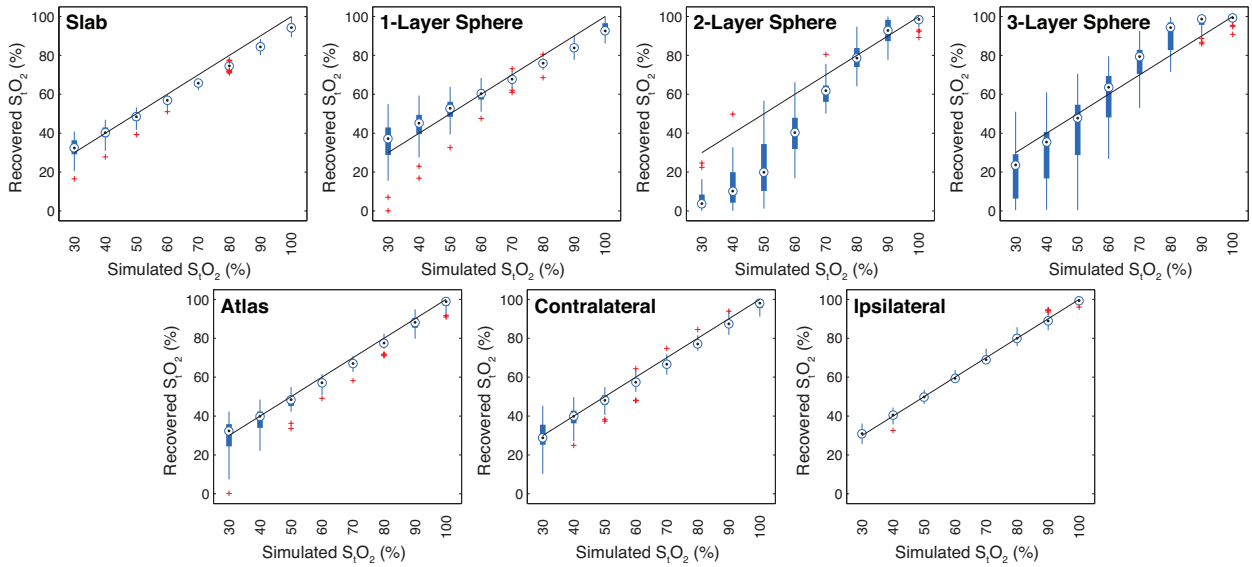 Slab
Recovered StO2 (%)
100
80
60
40
20
0
30 40 50 60 70 80 90 100
Simulated StO2 (%)
1-Layer Sphere
Recovered StO2 (%)
100
80
60
40
20
0
30 40 50 60 70 80 90 100
Simulated StO2 (%)
2-Layer Sphere
Recovered StO2 (%)
100
80
60
40
20
0
30 40 50 60 70 80 90 100
Simulated StO2 (%)
3-Layer Sphere
Recovered StO2 (%)
100
80
60
40
20
0
30 40 50 60 70 80 90 100
Simulated StO2 (%)
Atlas
Recovered StO2 (%)
100
80
60
40
20
0
30 40 50 60 70 80 90 100
Simulated StO2 (%)
Contralateral
Recovered StO2 (%)
100
80
60
40
20
0
30 40 50 60 70 80 90 100
Simulated StO2 (%)
Ipsilateral
Recovered StO2 (%)
100
80
60
40
20
0
30 40 50 60 70 80 90 100
Simulated StO2 (%)